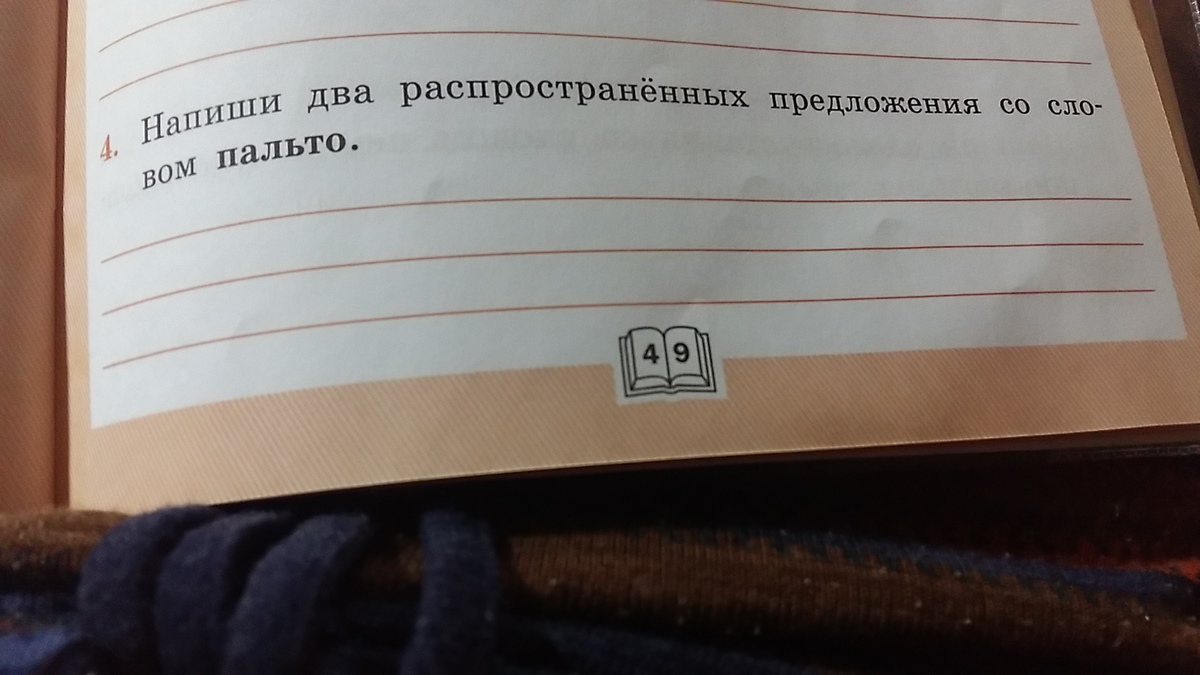 4. Напиши два распространённых предложения со сло-
вом пальто.
49